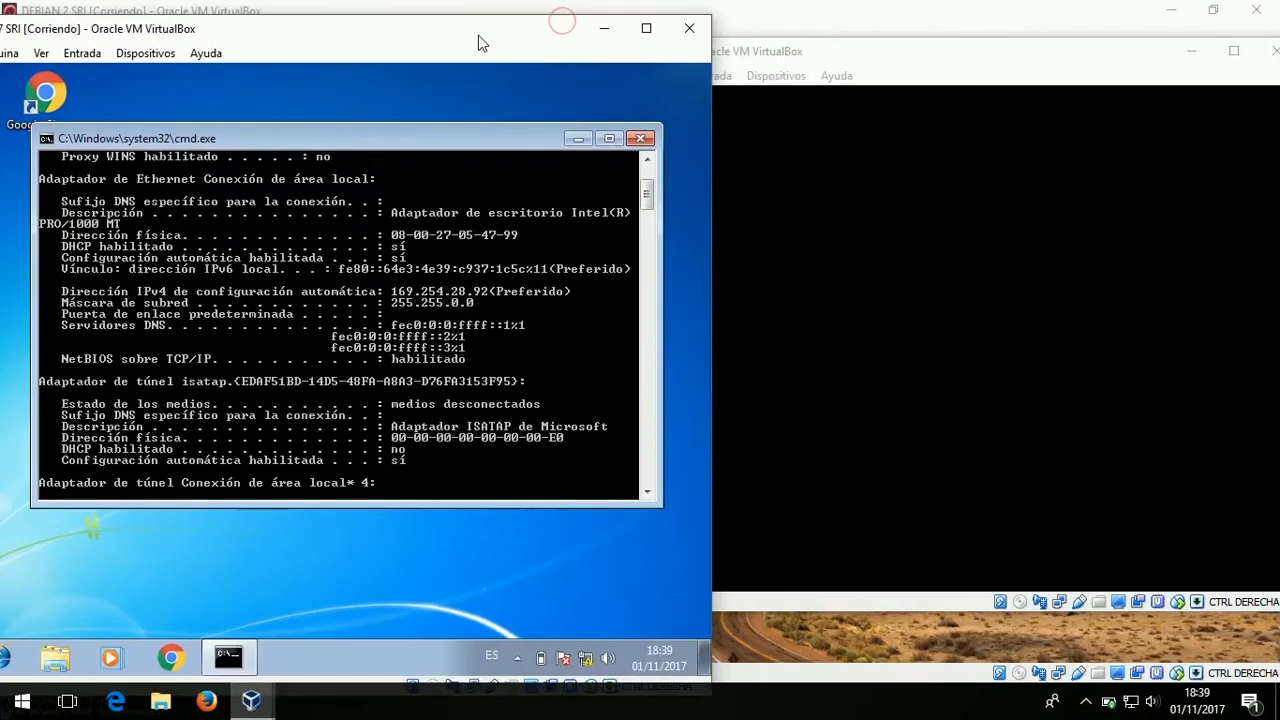 DEBIAN 2 SRI [Corriendo] - Oracle VM VirtualBox
7 SRI [Corriendo] - Oracle VM VirtualBox
uina Ver Entrada Dispositivos Ayuda
acle VM VirtualBox
rada Dispositivos Ayuda
C:\Windows\system32\cmd.exe
Proxy WINS habilitado . . . . . : no
Adaptador de Ethernet Conexión de área local:
Sufijo DNS específico para la conexión. . :
Descripción . . . . . . . . . . . . . . . : Adaptador de escritorio Intel(R)
PRO/1000 MT
Dirección física. . . . . . . . . . . . . : 08-00-27-05-47-99
DHCP habilitado . . . . . . . . . . . . . : sí
Configuración automática habilitada . . . : sí
Vínculo: dirección IPv6 local. . . : fe80::64e3:4e39:c937:1c5c%11(Preferido)
Dirección IPv4 de configuración automática: 169.254.28.92(Preferido)
Máscara de subred . . . . . . . . . . . . : 255.255.0.0
Puerta de enlace predeterminada . . . . . :
Servidores DNS. . . . . . . . . . . . . . : fec0:0:0:ffff::1%1
fec0:0:0:ffff::2%1
fec0:0:0:ffff::3%1
NetBIOS sobre TCP/IP. . . . . . . . . . . : habilitado
Adaptador de túnel isatap.{EDAF51BD-14D5-48FA-A8A3-D76FA3153F95}:
Estado de los medios. . . . . . . . . . . : medios desconectados
Sufijo DNS específico para la conexión. . :
Descripción . . . . . . . . . . . . . . . : Adaptador ISATAP de Microsoft
Dirección física. . . . . . . . . . . . . : 00-00-00-00-00-00-00-E0
DHCP habilitado . . . . . . . . . . . . . : no
Configuración automática habilitada . . . : sí
Adaptador de túnel Conexión de área local* 4:
CTRL DERECHA
ES
18:39
01/11/2017
CTRL DERECHA
CTRL DERECHA
18:39
01/11/2017